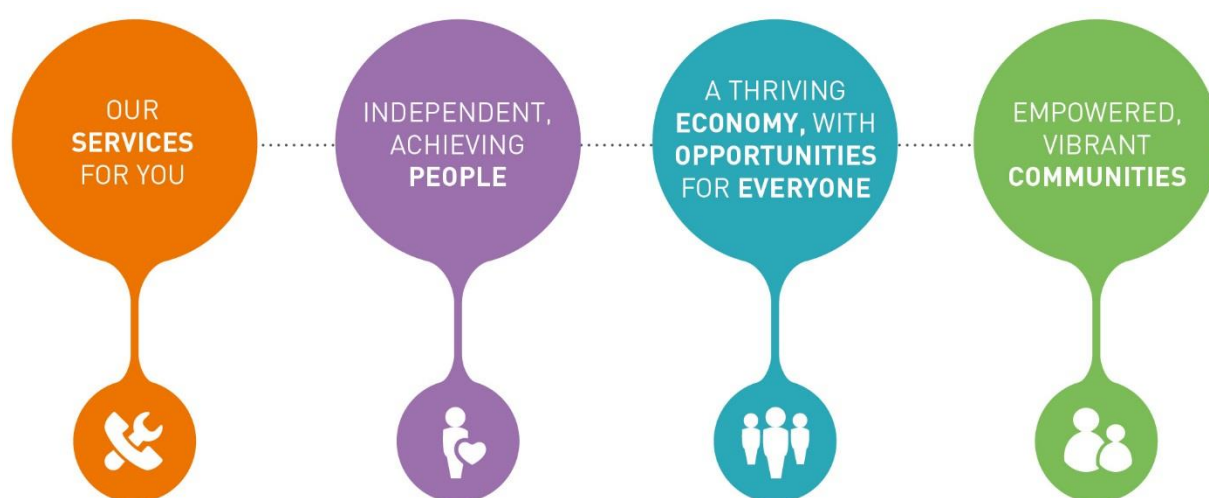 OUR
SERVICES
FOR YOU
INDEPENDENT,
ACHIEVING
PEOPLE
A THRIVING
ECONOMY, WITH
OPPORTUNITIES
FOR EVERYONE
EMPOWERED,
VIBRANT
COMMUNITIES